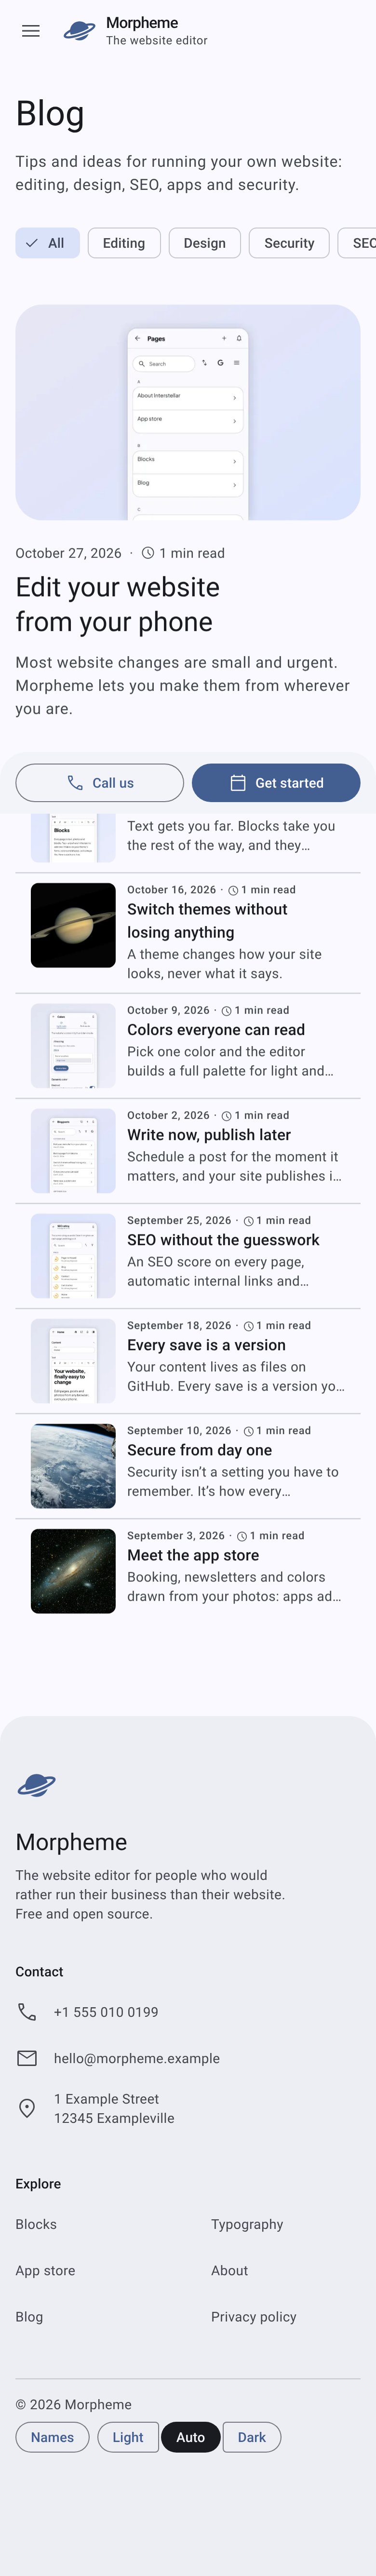 Morpheme
The website editor
Blog
Tips and ideas for running your own website:
editing, design, SEO, apps and security.
All
Editing
Design
Security
SEO
Pages
Search
A
About Interstellar
App store
B
Blocks
Blog
C
October 27, 2026 · 1 min read
Edit your website
from your phone
Most website changes are small and urgent.
Morpheme lets you make them from wherever
you are.
Call us
Get started
Blocks
Text gets you far. Blocks take you
the rest of the way, and they…
October 16, 2026 · 1 min read
Switch themes without
losing anything
A theme changes how your site
looks, never what it says.
October 9, 2026 · 1 min read
Colors everyone can read
Pick one color and the editor
builds a full palette for light and…
October 2, 2026 · 1 min read
Write now, publish later
Schedule a post for the moment it
matters, and your site publishes i…
September 25, 2026 · 1 min read
SEO without the guesswork
An SEO score on every page,
automatic internal links and…
September 18, 2026 · 1 min read
Your website,
finally easy to
change
Every save is a version
Your content lives as files on
GitHub. Every save is a version yo…
September 10, 2026 · 1 min read
Secure from day one
Security isn’t a setting you have to
remember. It’s how every…
September 3, 2026 · 1 min read
Meet the app store
Booking, newsletters and colors
drawn from your photos: apps ad…
Morpheme
The website editor for people who would
rather run their business than their website.
Free and open source.
Contact
+1 555 010 0199
hello@morpheme.example
1 Example Street
12345 Exampleville
Explore
Blocks
Typography
App store
About
Blog
Privacy policy
© 2026 Morpheme
Names
Light
Auto
Dark